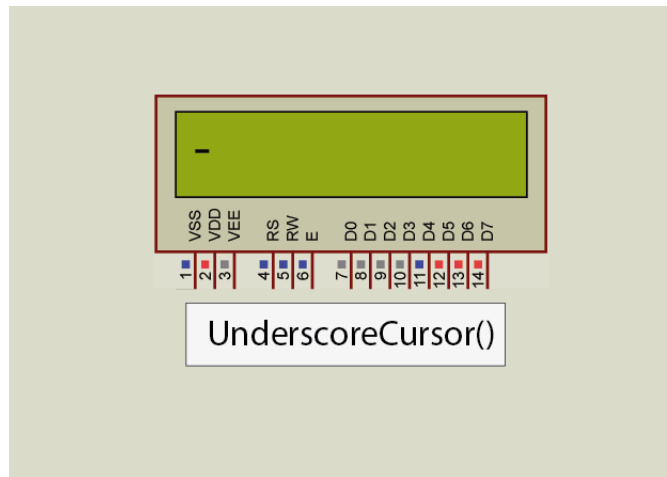 VSS VDD VEE RS RW E D0 D1 D2 D3 D4 D5 D6 D7
1 2 3 4 5 6 7 8 9 10 11 12 13 14
UnderscoreCursor()